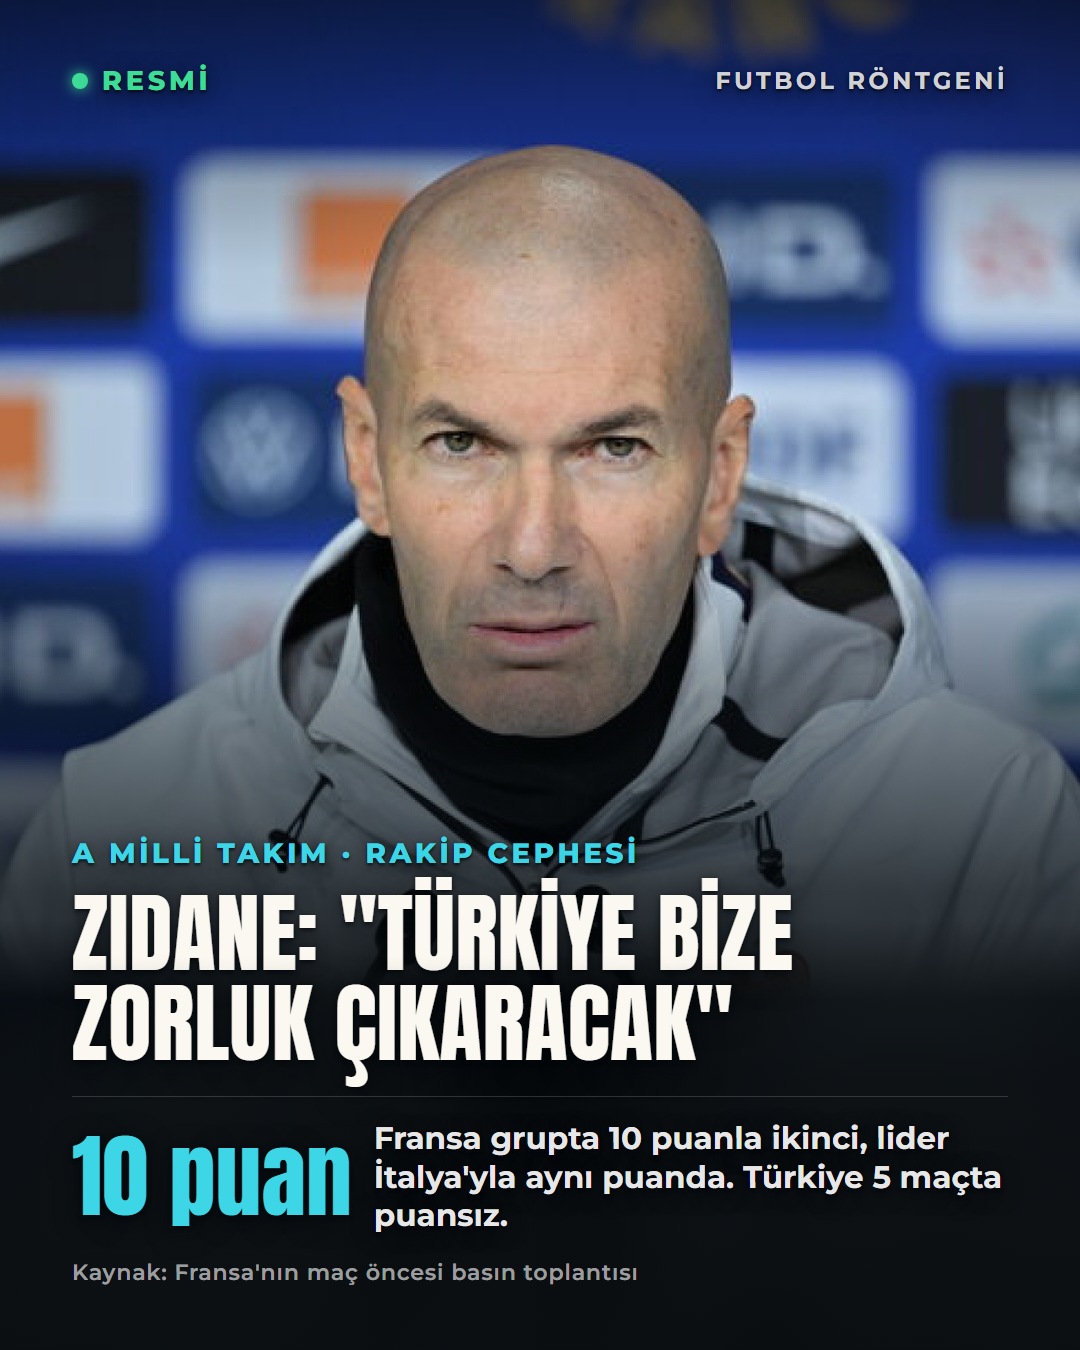 RESMİ
FUTBOL RÖNTGENİ
A MİLLİ TAKIM · RAKİP CEPHESİ
ZIDANE: "TÜRKİYE BİZE
ZORLUK ÇIKARACAK"
10 puan
Fransa grupta 10 puanla ikinci, lider
İtalya'yla aynı puanda. Türkiye 5 maçta
puansız.
Kaynak: Fransa'nın maç öncesi basın toplantısı